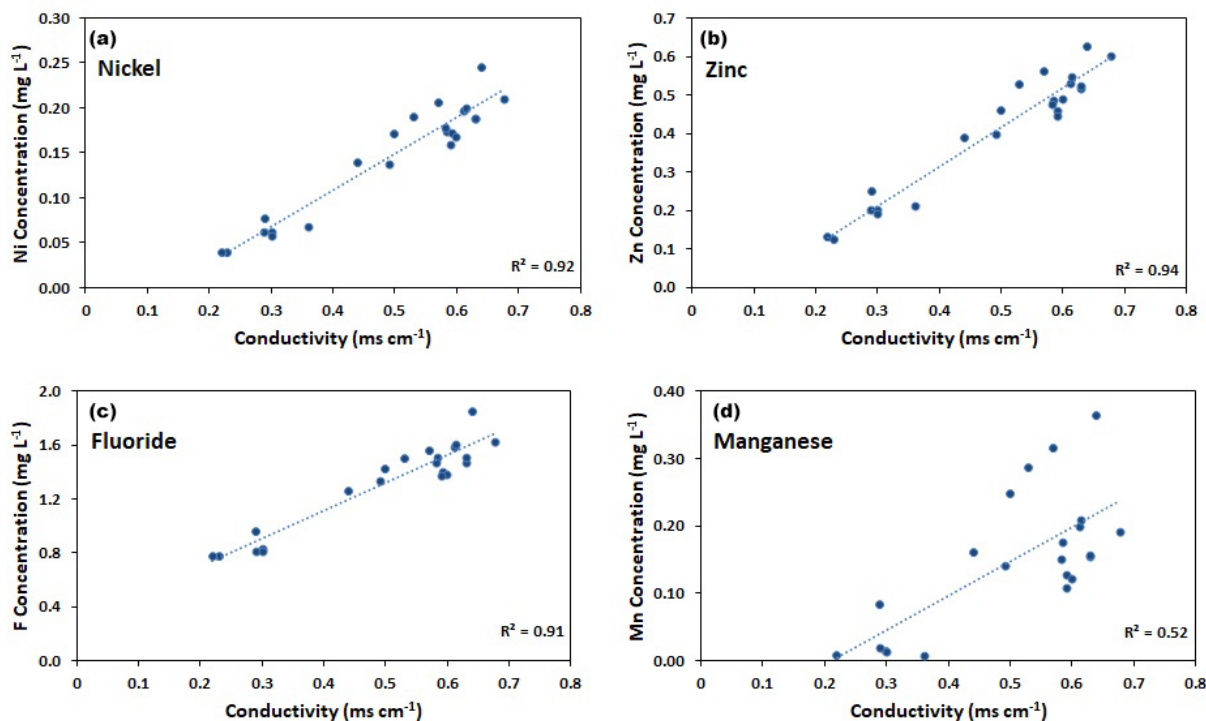 (a)
Nickel
Ni Concentration (mg L⁻¹)
0.30
0.25
0.20
0.15
0.10
0.05
0.00
R² = 0.92
0 0.1 0.2 0.3 0.4 0.5 0.6 0.7 0.8
Conductivity (ms cm⁻¹)
(b)
Zinc
Zn Concentration (mg L⁻¹)
0.7
0.6
0.5
0.4
0.3
0.2
0.1
0.0
R² = 0.94
0 0.1 0.2 0.3 0.4 0.5 0.6 0.7 0.8
Conductivity (ms cm⁻¹)
(c)
Fluoride
F Concentration (mg L⁻¹)
2.0
1.6
1.2
0.8
0.4
0.0
R² = 0.91
0 0.1 0.2 0.3 0.4 0.5 0.6 0.7 0.8
Conductivity (ms cm⁻¹)
(d)
Manganese
Mn Concentration (mg L⁻¹)
0.40
0.30
0.20
0.10
0.00
R² = 0.52
0 0.1 0.2 0.3 0.4 0.5 0.6 0.7 0.8
Conductivity (ms cm⁻¹)